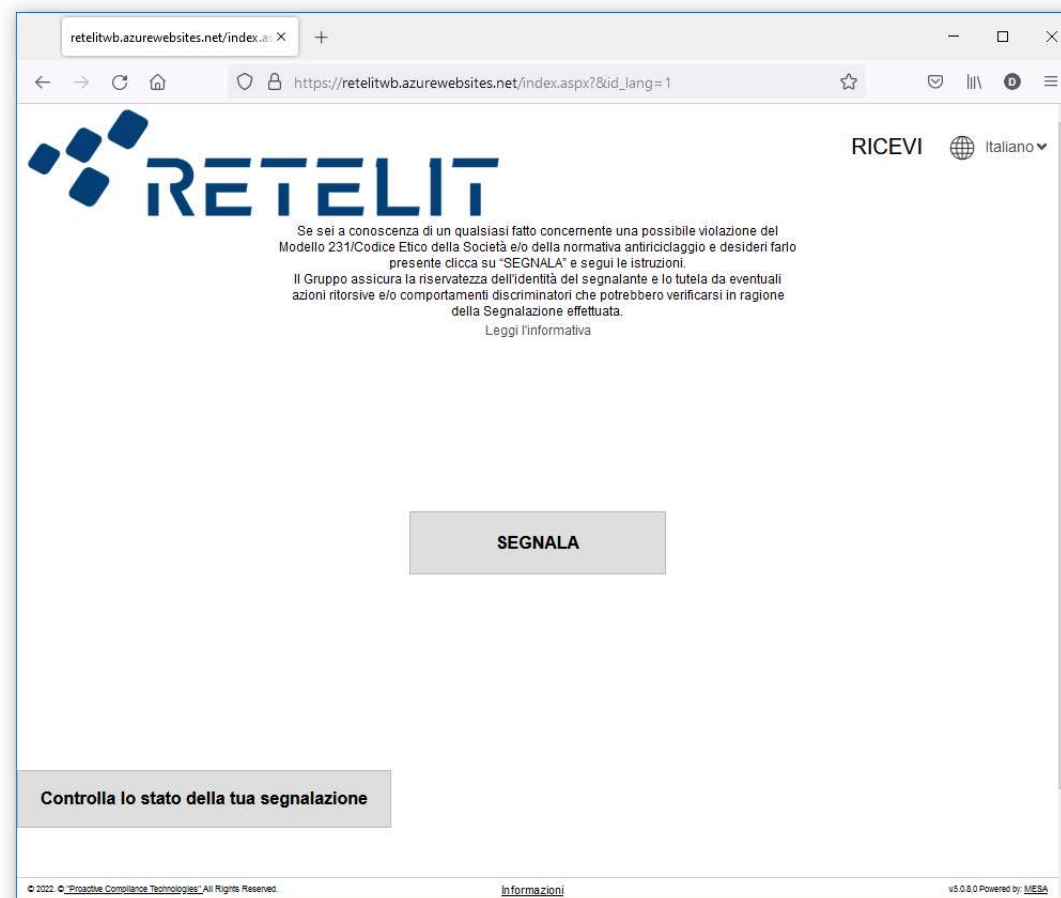 retelitwb.azurewebsites.net/index.as
https://retelitwb.azurewebsites.net/index.aspx?&id_lang=1
D
RETELIT
RICEVI
Italiano
Se sei a conoscenza di un qualsiasi fatto concernente una possibile violazione del
Modello 231/Codice Etico della Società e/o della normativa antiriciclaggio e desideri farlo
presente clicca su “SEGNALA” e segui le istruzioni.
Il Gruppo assicura la riservatezza dell'identità del segnalante e lo tutela da eventuali
azioni ritorsive e/o comportamenti discriminatori che potrebbero verificarsi in ragione
della Segnalazione effettuata.
Leggi l'informativa
SEGNALA
Controlla lo stato della tua segnalazione
© 2022. © "Proactive Compliance Technologies" All Rights Reserved.
Informazioni
v.5.0.8.0 Powered by: MESA